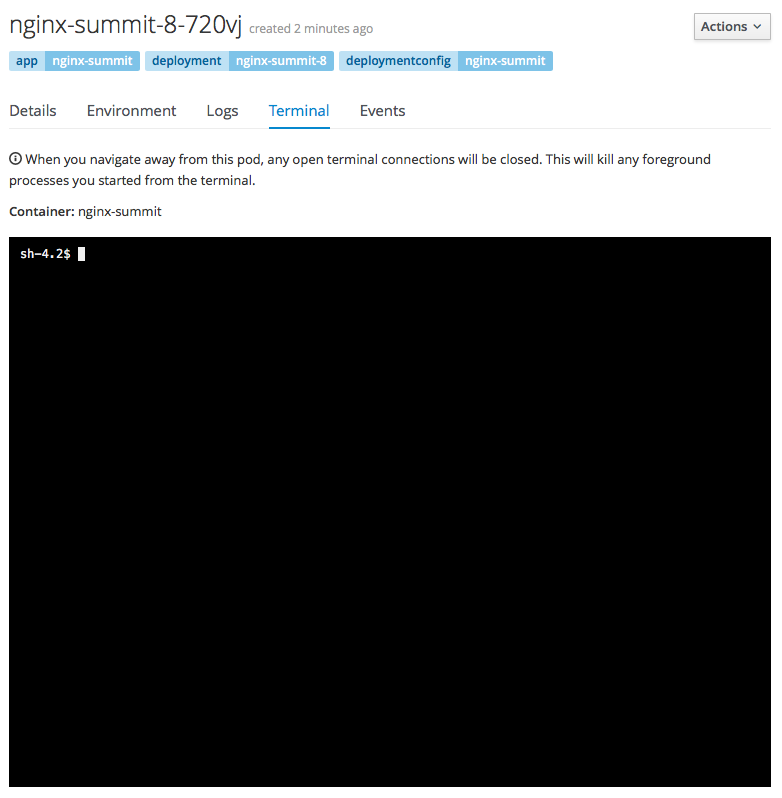 nginx-summit-8-720vj created 2 minutes ago
Actions
app nginx-summit deployment nginx-summit-8 deploymentconfig nginx-summit
Details Environment Logs Terminal Events
When you navigate away from this pod, any open terminal connections will be closed. This will kill any foreground
processes you started from the terminal.
Container: nginx-summit
sh-4.2$